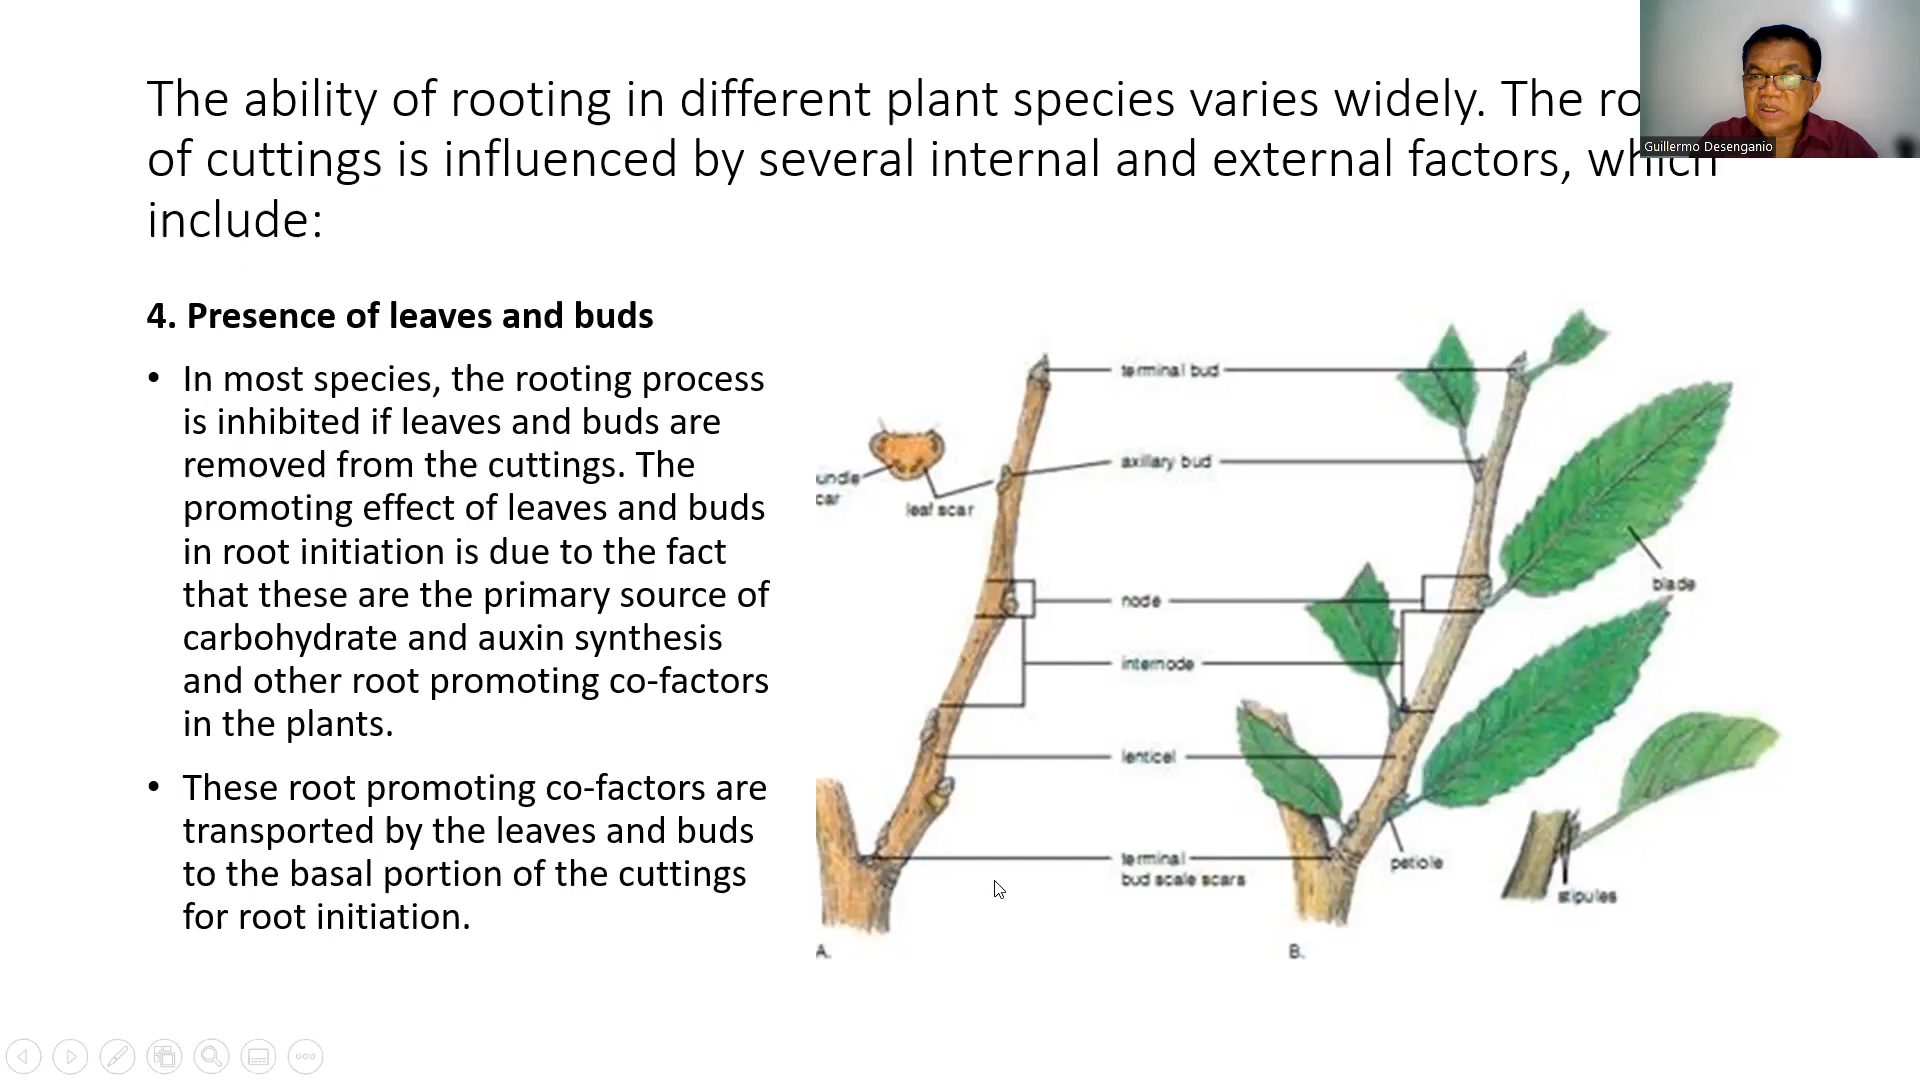 The ability of rooting in different plant species varies widely. The ro
of cuttings is influenced by several internal and external factors, which
include:
Guillermo Desenganio
4. Presence of leaves and buds
• In most species, the rooting process
is inhibited if leaves and buds are
removed from the cuttings. The
promoting effect of leaves and buds
in root initiation is due to the fact
that these are the primary source of
carbohydrate and auxin synthesis
and other root promoting co-factors
in the plants.
• These root promoting co-factors are
transported by the leaves and buds
to the basal portion of the cuttings
for root initiation.
terminal bud
axillary bud
undle
car
leaf scar
blade
node
internode
lenticel
terminal
bud scale scars
petiole
stipules
A.
B.